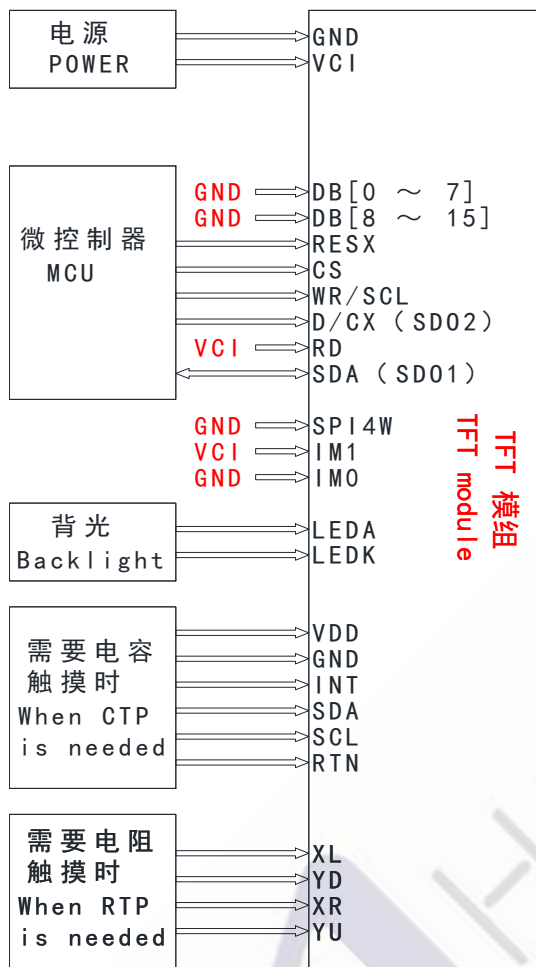 电源
POWER
GND
VCI
微控制器
MCU
GND DB[0 ～ 7]
GND DB[8 ～ 15]
RESX
CS
WR/SCL
D/CX（SDO2）
VCI RD
SDA（SDO1）
GND SPI4W
VCI IM1
GND IM0
TFT 模组
TFT module
背光
Backlight
LEDA
LEDK
需要电容
触摸时
When CTP
is needed
VDD
GND
INT
SDA
SCL
RTN
需要电阻
触摸时
When RTP
is needed
XL
YD
XR
YU